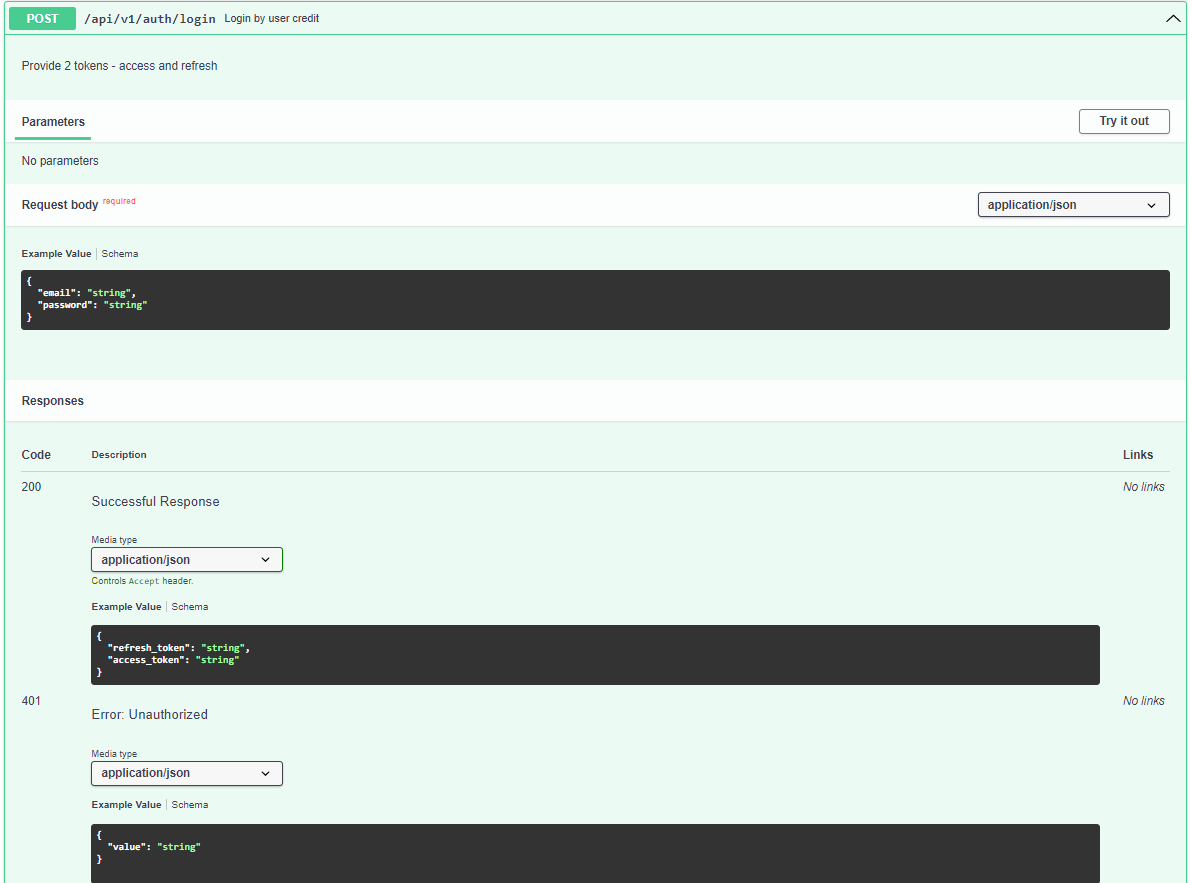 POST /api/v1/auth/login Login by user credit
Provide 2 tokens - access and refresh
Parameters Try it out
No parameters
Request body required application/json
Example Value Schema
{
"email": "string",
"password": "string"
}
Responses
Code Description Links
200 No links
Successful Response
Media type
application/json
Controls Accept header.
Example Value Schema
{
"refresh_token": "string",
"access_token": "string"
}
401 No links
Error: Unauthorized
Media type
application/json
Example Value Schema
{
"value": "string"
}